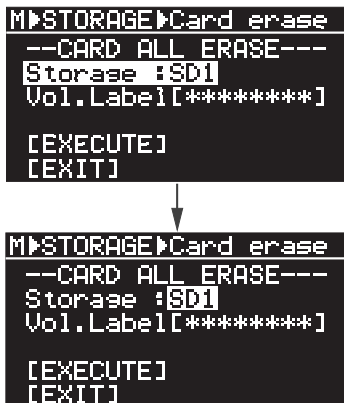 M▶STORAGE▶Card erase
--CARD ALL ERASE---
Storage :SD1
Vol.Label[********]
[EXECUTE]
[EXIT]
M▶STORAGE▶Card erase
--CARD ALL ERASE---
Storage :SD1
Vol.Label[********]
[EXECUTE]
[EXIT]